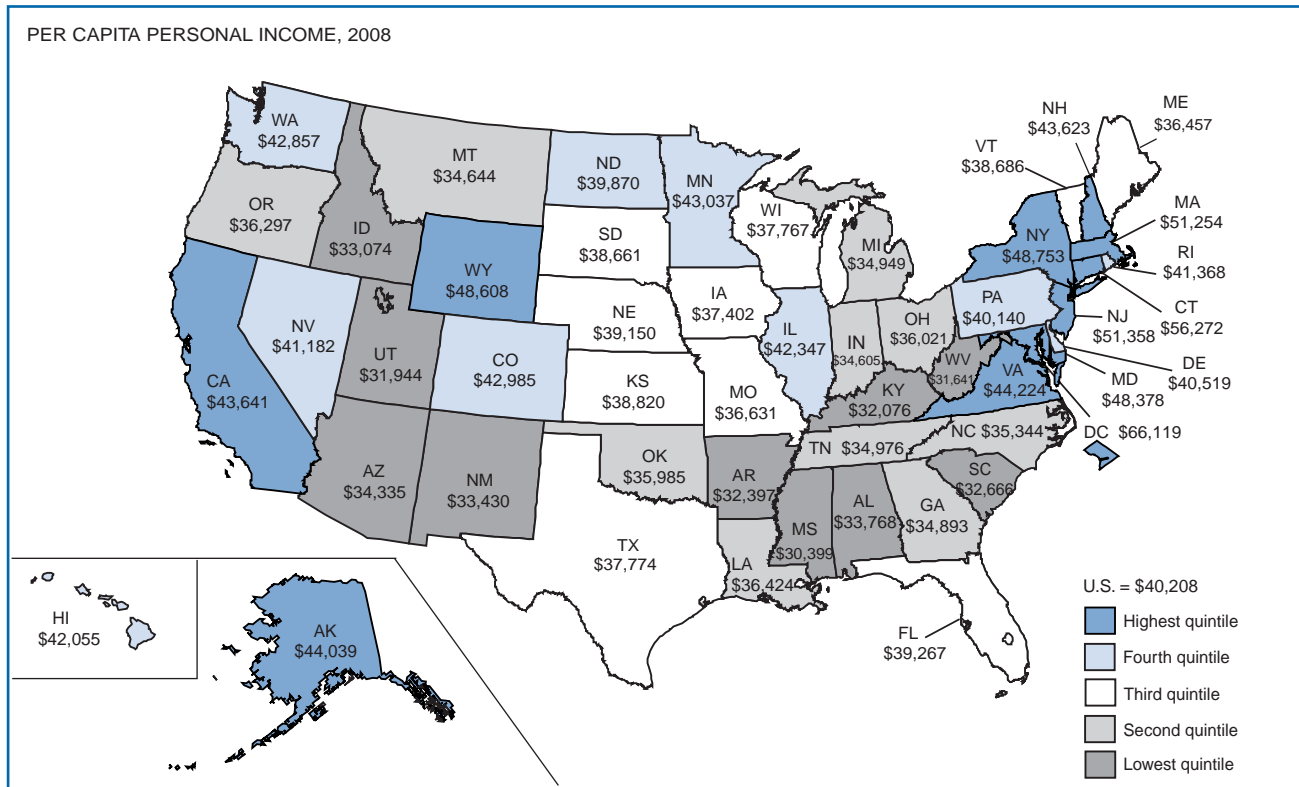 PER CAPITA PERSONAL INCOME, 2008
WA
$42,857
OR
$36,297
CA
$43,641
NV
$41,182
ID
$33,074
MT
$34,644
WY
$48,608
UT
$31,944
CO
$42,985
AZ
$34,335
NM
$33,430
ND
$39,870
SD
$38,661
NE
$39,150
KS
$38,820
OK
$35,985
TX
$37,774
MN
$43,037
IA
$37,402
MO
$36,631
AR
$32,397
LA
$36,424
WI
$37,767
IL
$42,347
MI
$34,949
IN
$34,605
OH
$36,021
KY
$32,076
TN $34,976
MS
$30,399
AL
$33,768
GA
$34,893
FL
$39,267
SC
$32,666
NC $35,344
VA
$44,224
WV
$31,641
PA
$40,140
NY
$48,753
VT
$38,686
NH
$43,623
ME
$36,457
MA
$51,254
RI
$41,368
CT
$56,272
NJ
$51,358
DE
$40,519
MD
$48,378
DC $66,119
HI
$42,055
AK
$44,039
U.S. = $40,208
Highest quintile
Fourth quintile
Third quintile
Second quintile
Lowest quintile